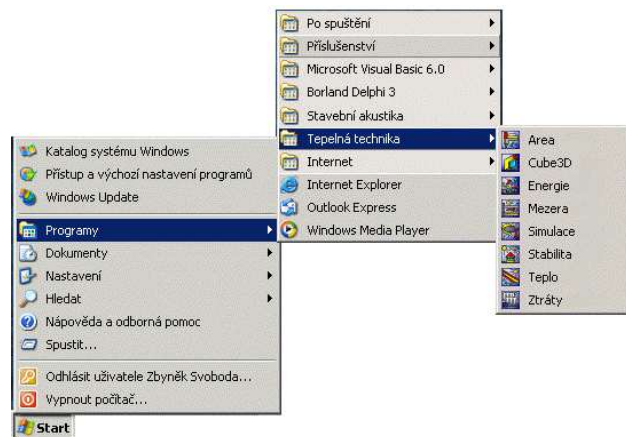 Po spuštění
Příslušenství
Microsoft Visual Basic 6.0
Borland Delphi 3
Stavební akustika
Tepelná technika
Internet
Internet Explorer
Outlook Express
Windows Media Player
Area
Cube3D
Energie
Mezera
Simulace
Stabilita
Teplo
Ztráty
Katalog systému Windows
Přístup a výchozí nastavení programů
Windows Update
Programy
Dokumenty
Nastavení
Hledat
Nápověda a odborná pomoc
Spustit...
Odhlásit uživatele Zbyněk Svoboda...
Vypnout počítač...
Start